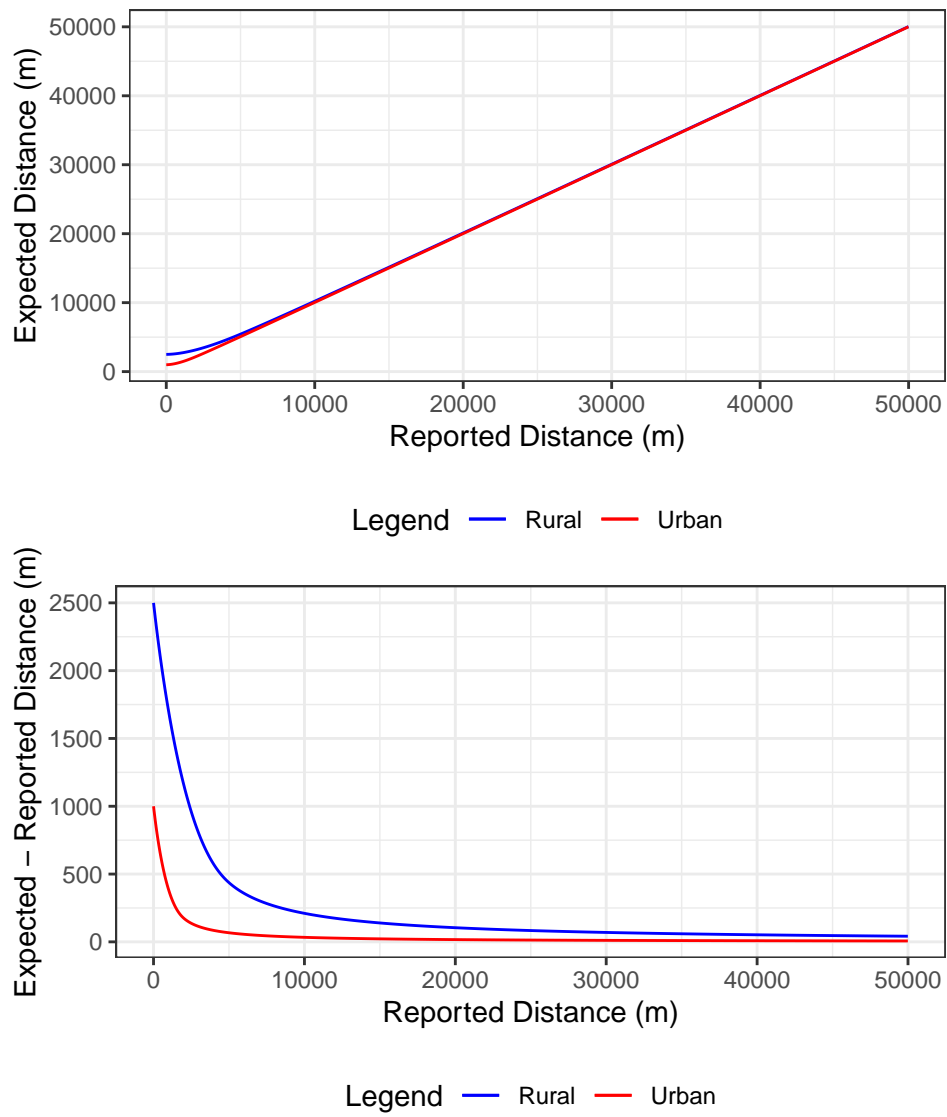 Expected Distance (m)
50000
40000
30000
20000
10000
0
0 10000 20000 30000 40000 50000
Reported Distance (m)
Legend Rural Urban
Expected − Reported Distance (m)
2500
2000
1500
1000
500
0
0 10000 20000 30000 40000 50000
Reported Distance (m)
Legend Rural Urban